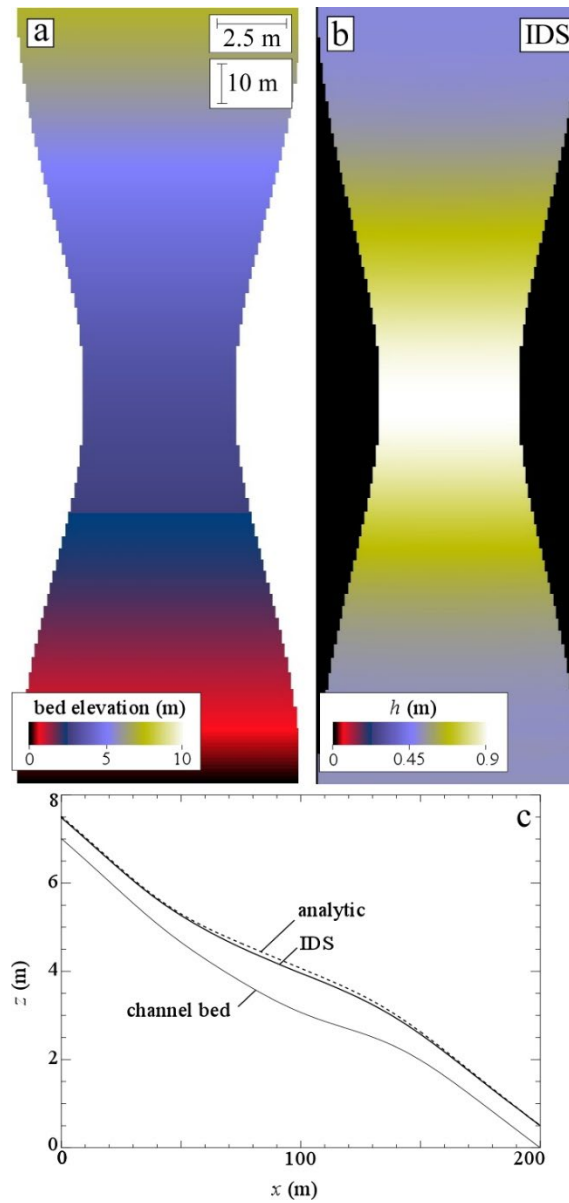 a
2.5 m
10 m
b
IDS
bed elevation (m)
0 5 10
h (m)
0 0.45 0.9
c
8
6
4
2
0
z (m)
analytic
IDS
channel bed
0 100 200
x (m)